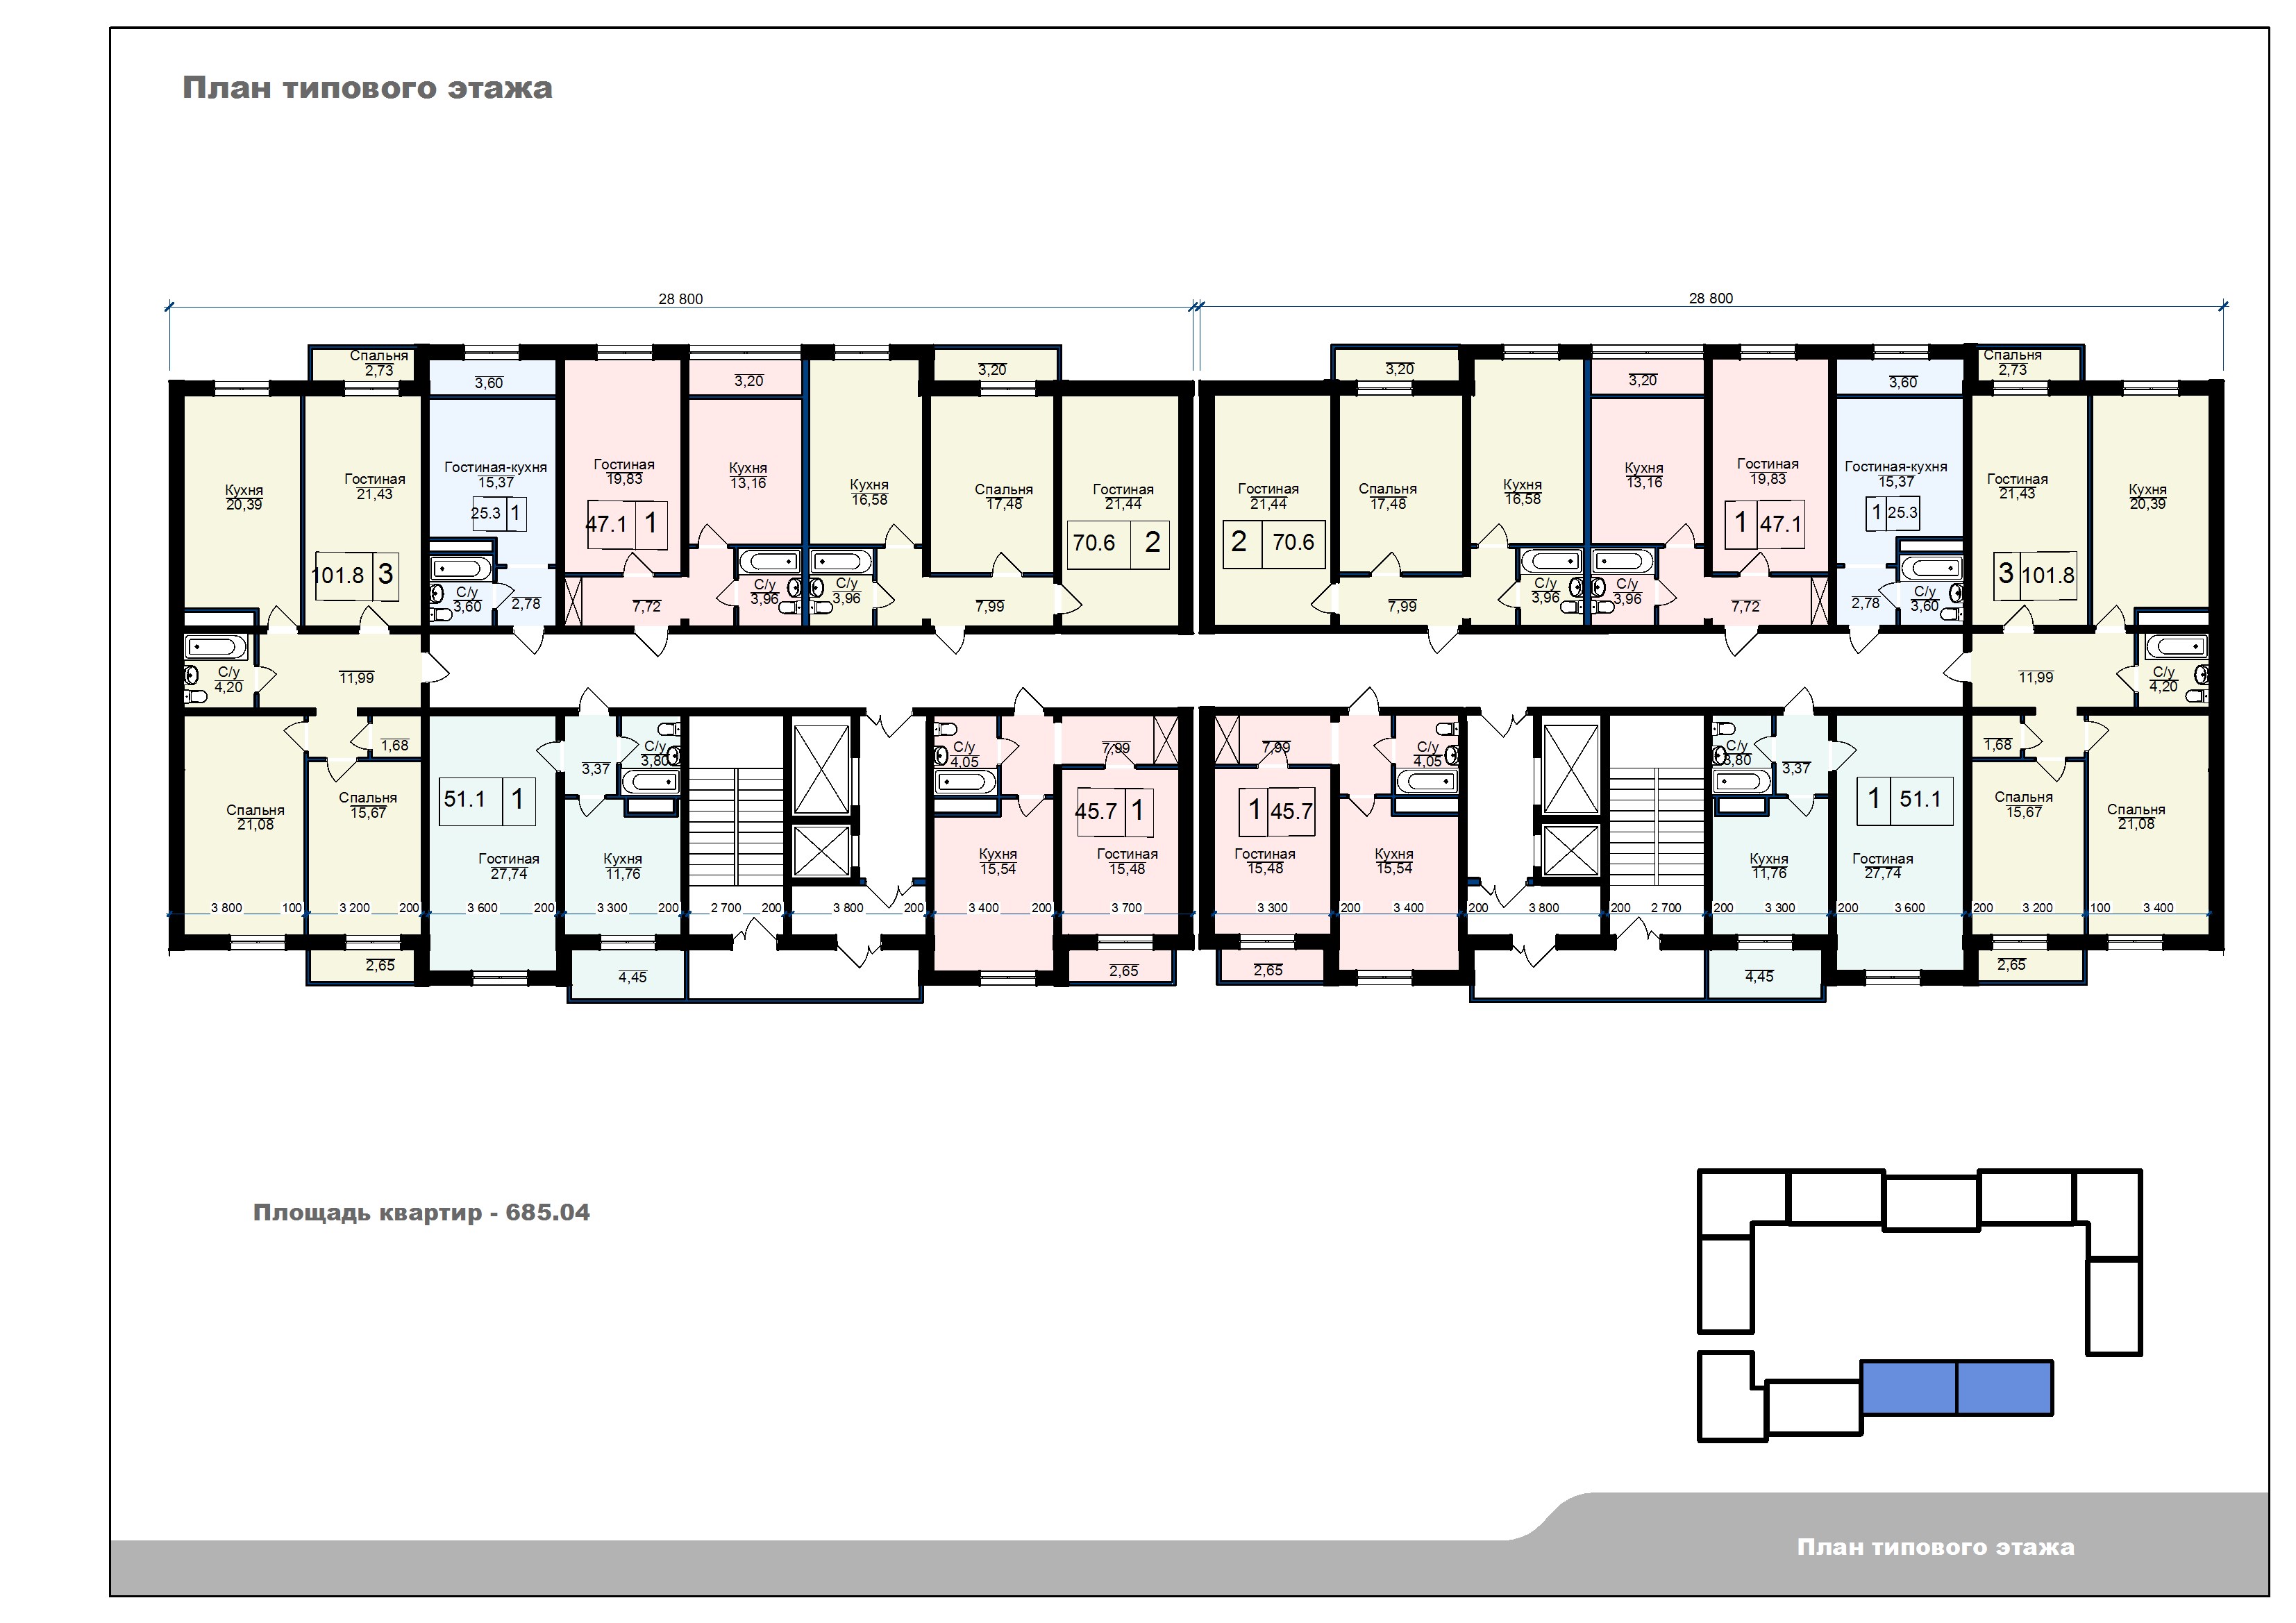 План типового этажа
28 800
28 800
Спальня
2,73
3,60
3,20
3,20
3,20
3,20
3,60
Спальня
2,73
Кухня
20,39
Гостиная
21,43
Гостиная-кухня
15,37
Гостиная
19,83
Кухня
13,16
Кухня
16,58
Спальня
17,48
Гостиная
21,44
Гостиная
21,44
Спальня
17,48
Кухня
16,58
Кухня
13,16
Гостиная
19,83
Гостиная-кухня
15,37
Гостиная
21,43
Кухня
20,39
101.8 3
25.3 1
47.1 1
70.6 2
2 70.6
1 47.1
1 25.3
3 101.8
С/у
3,60
2,78
7,72
С/у
3,96
С/у
3,96
7,99
7,99
С/у
3,96
С/у
3,96
7,72
2,78
С/у
3,60
С/у
4,20
11,99
11,99
С/у
4,20
1,68
3,37
С/у
3,80
С/у
4,05
7,99
7,99
С/у
4,05
С/у
3,80
3,37
1,68
51.1 1
45.7 1
1 45.7
1 51.1
Спальня
21,08
Спальня
15,67
Гостиная
27,74
Кухня
11,76
Кухня
15,54
Гостиная
15,48
Гостиная
15,48
Кухня
15,54
Кухня
11,76
Гостиная
27,74
Спальня
15,67
Спальня
21,08
3 800 100 3 200 200 3 600 200 3 300 200 2 700 200 3 800 200 3 400 200 3 700 3 300 200 3 400 200 3 800 200 2 700 200 3 300 200 3 600 200 3 200 100 3 400
2,65
4,45
2,65
2,65
4,45
2,65
Площадь квартир - 685.04
План типового этажа